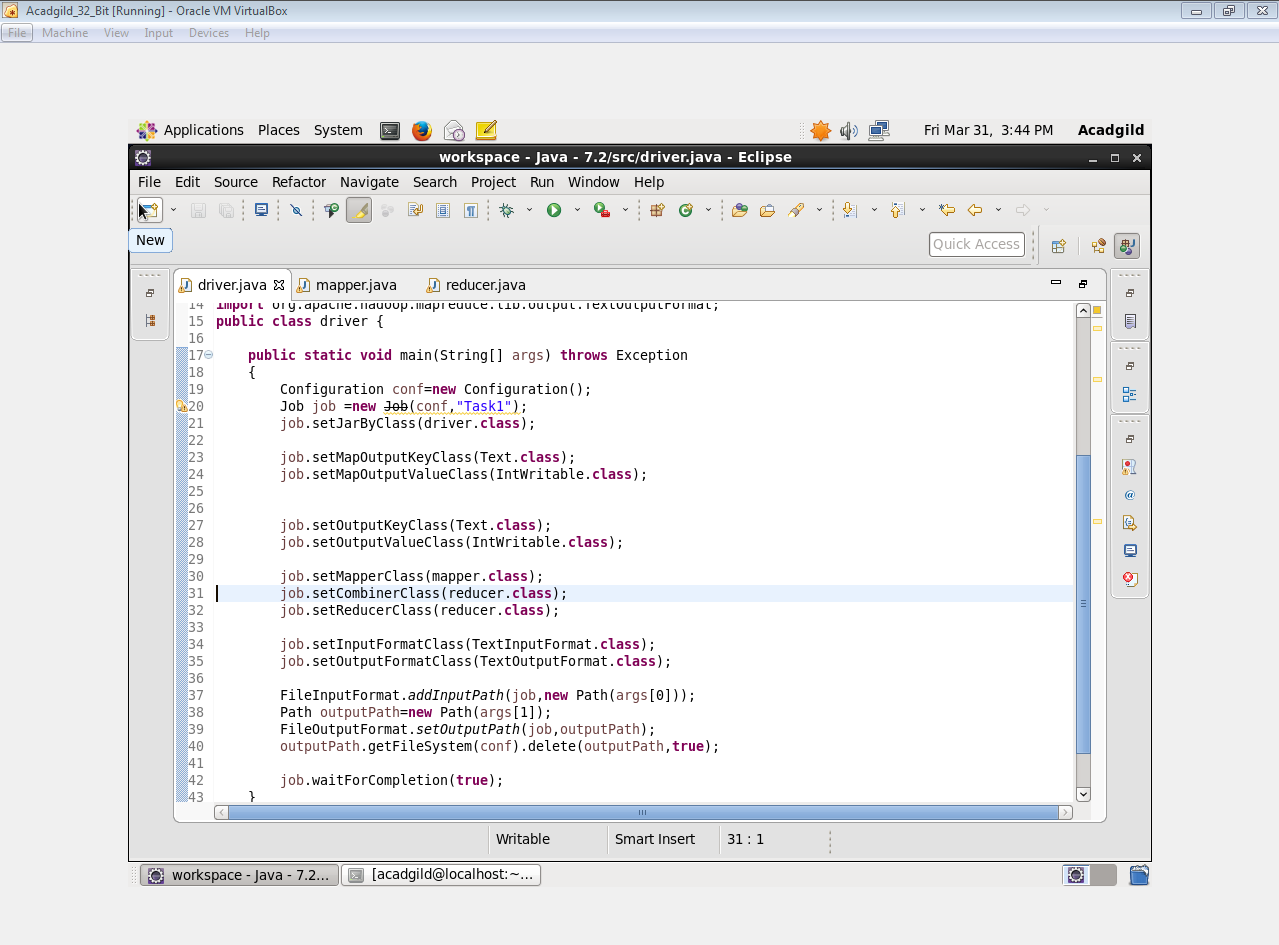 Acadgild_32_Bit [Running] - Oracle VM VirtualBox
File Machine View Input Devices Help
Applications Places System Fri Mar 31, 3:44 PM Acadgild
workspace - Java - 7.2/src/driver.java - Eclipse
File Edit Source Refactor Navigate Search Project Run Window Help
New
Quick Access
driver.java mapper.java reducer.java
14 import org.apache.hadoop.mapreduce.lib.output.TextOutputFormat;
15 public class driver {
16
17 public static void main(String[] args) throws Exception
18 {
19 Configuration conf=new Configuration();
20 Job job =new Job(conf,"Task1");
21 job.setJarByClass(driver.class);
22
23 job.setMapOutputKeyClass(Text.class);
24 job.setMapOutputValueClass(IntWritable.class);
25
26
27 job.setOutputKeyClass(Text.class);
28 job.setOutputValueClass(IntWritable.class);
29
30 job.setMapperClass(mapper.class);
31 job.setCombinerClass(reducer.class);
32 job.setReducerClass(reducer.class);
33
34 job.setInputFormatClass(TextInputFormat.class);
35 job.setOutputFormatClass(TextOutputFormat.class);
36
37 FileInputFormat.addInputPath(job,new Path(args[0]));
38 Path outputPath=new Path(args[1]);
39 FileOutputFormat.setOutputPath(job,outputPath);
40 outputPath.getFileSystem(conf).delete(outputPath,true);
41
42 job.waitForCompletion(true);
43 }
Writable Smart Insert 31 : 1
workspace - Java - 7.2... [acadgild@localhost:~...